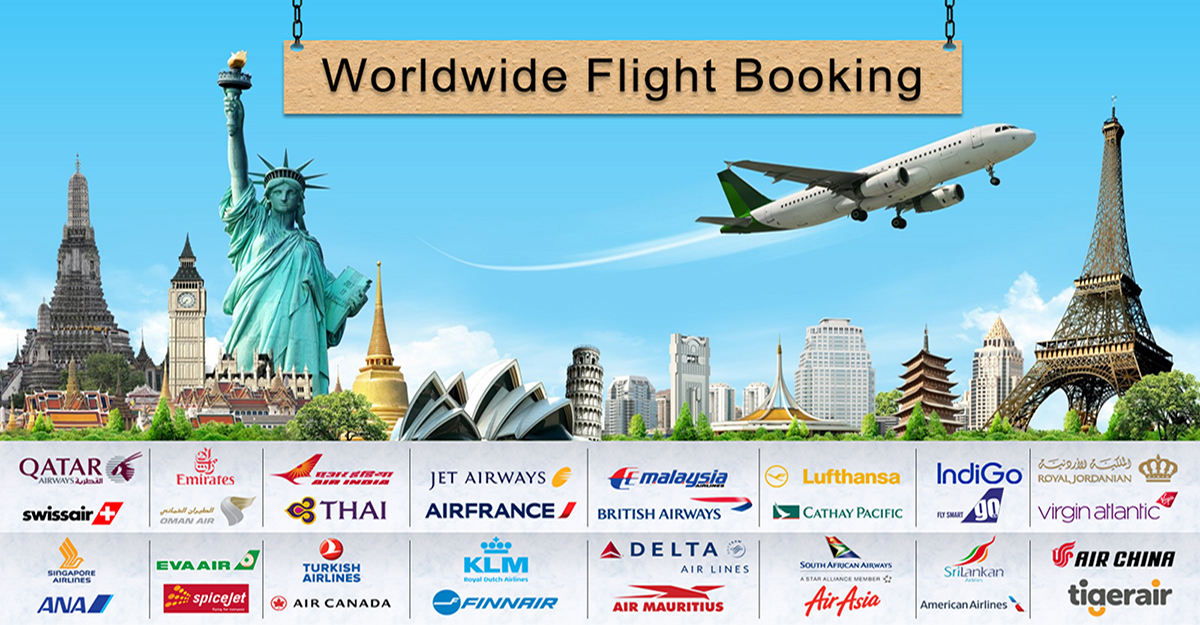 Worldwide Flight Booking
QATAR
AIRWAYS القطرية
Emirates
AIR INDIA
JET AIRWAYS
malaysia
AIRLINES
Lufthansa
IndiGo
الملكية الأردنية
ROYAL JORDANIAN
swissair
الطيران العماني
OMAN AIR
THAI
AIRFRANCE
BRITISH AIRWAYS
CATHAY PACIFIC
FLY SMART go
virgin atlantic
SINGAPORE
AIRLINES
EVA AIR
TURKISH
AIRLINES
KLM
Royal Dutch Airlines
DELTA
AIR LINES
SOUTH AFRICAN AIRWAYS
A STAR ALLIANCE MEMBER
SriLankan
Airlines
AIR CHINA
ANA
spicejet
AIR CANADA
FINNAIR
AIR MAURITIUS
AirAsia
American Airlines
tigerair